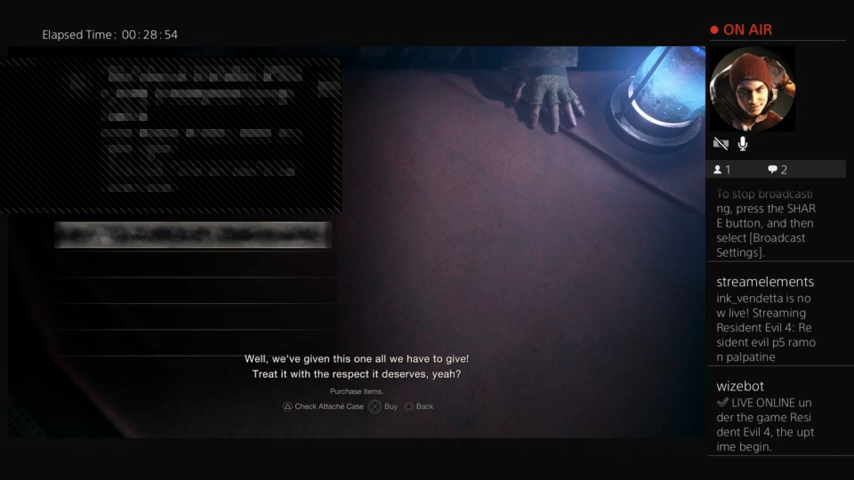 Elapsed Time: 00:28:54
ON AIR
1
2
To stop broadcasti
ng, press the SHAR
E button, and then
select [Broadcast
Settings].
streamelements
ink_vendetta is no
w live! Streaming
Resident Evil 4: Re
sident evil p5 ramo
n palpatine
wizebot
✓ LIVE ONLINE un
der the game Resi
dent Evil 4, the upt
ime begin.
Well, we've given this one all we have to give!
Treat it with the respect it deserves, yeah?
Purchase items.
Check Attaché Case
Buy
Back